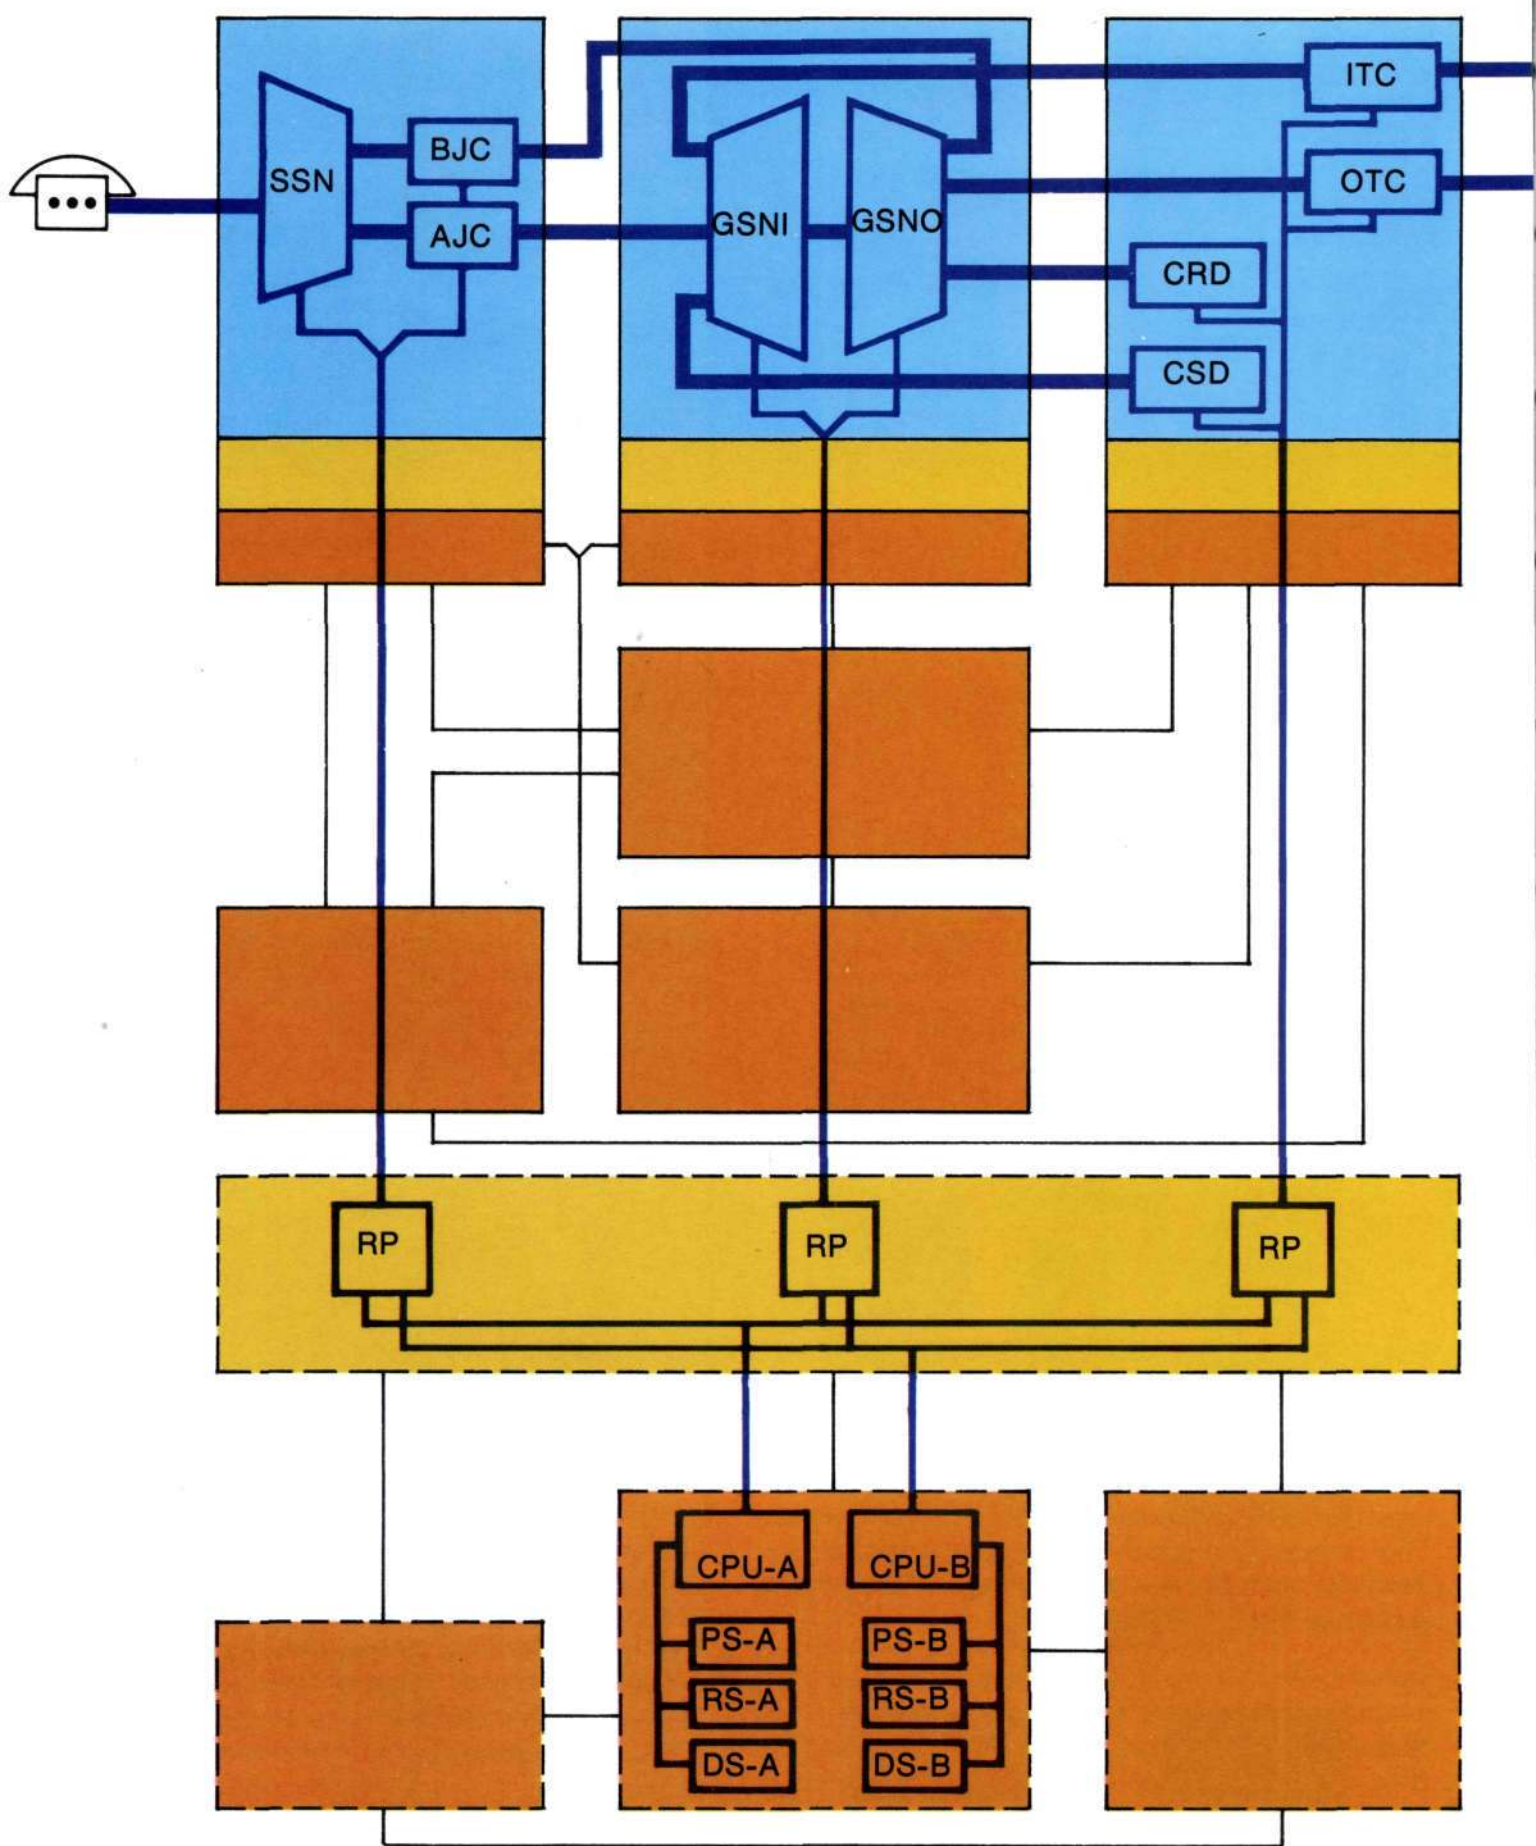 ITC
BJC
SSN
OTC
GSNI
GSNO
AJC
CRD
CSD
RP
RP
RP
CPU-A
CPU-B
PS-A
PS-B
RS-A
RS-B
DS-A
DS-B